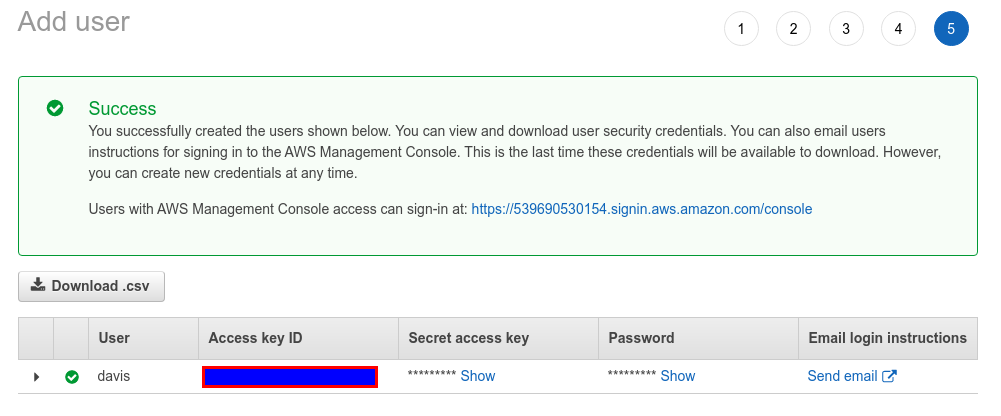 Add user
1 2 3 4 5
Success
You successfully created the users shown below. You can view and download user security credentials. You can also email users
instructions for signing in to the AWS Management Console. This is the last time these credentials will be available to download. However,
you can create new credentials at any time.
Users with AWS Management Console access can sign-in at: https://539690530154.signin.aws.amazon.com/console
Download .csv
User Access key ID Secret access key Password Email login instructions
davis ********* Show ********* Show Send email